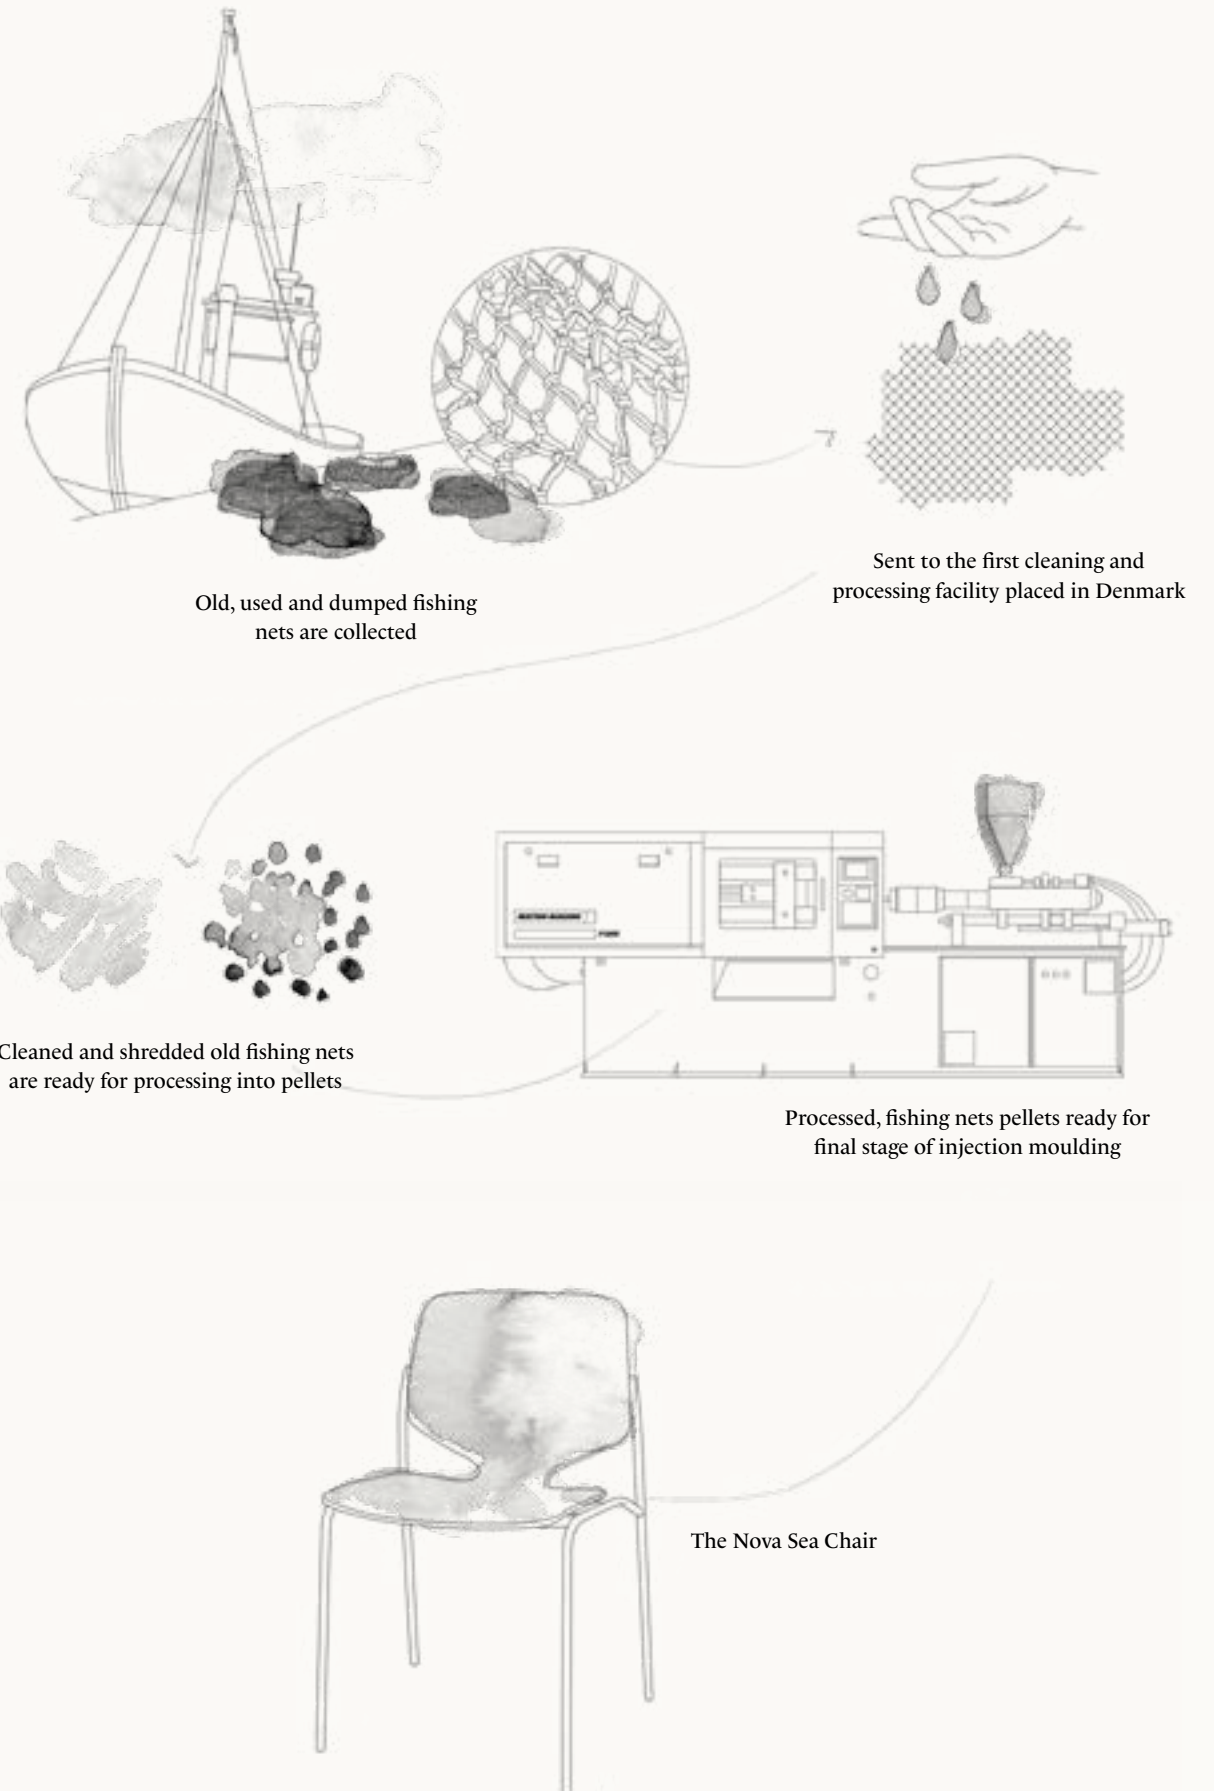 Old, used and dumped fishing
nets are collected
Sent to the first cleaning and
processing facility placed in Denmark
Cleaned and shredded old fishing nets
are ready for processing into pellets
Processed, fishing nets pellets ready for
final stage of injection moulding
The Nova Sea Chair